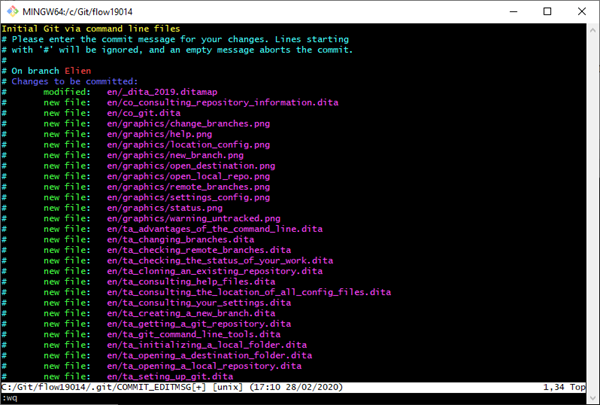 MINGW64:/c/Git/flow19014
Initial Git via command line files
# Please enter the commit message for your changes. Lines starting
# with '#' will be ignored, and an empty message aborts the commit.
#
# On branch Elien
# Changes to be committed:
# modified: en/_dita_2019.ditamap
# new file: en/co_consulting_repository_information.dita
# new file: en/co_git.dita
# new file: en/graphics/change_branches.png
# new file: en/graphics/help.png
# new file: en/graphics/location_config.png
# new file: en/graphics/new_branch.png
# new file: en/graphics/open_destination.png
# new file: en/graphics/open_local_repo.png
# new file: en/graphics/remote_branches.png
# new file: en/graphics/settings_config.png
# new file: en/graphics/status.png
# new file: en/graphics/warning_untracked.png
# new file: en/ta_advantages_of_the_command_line.dita
# new file: en/ta_changing_branches.dita
# new file: en/ta_checking_remote_branches.dita
# new file: en/ta_checking_the_status_of_your_work.dita
# new file: en/ta_cloning_an_existing_repository.dita
# new file: en/ta_consulting_help_files.dita
# new file: en/ta_consulting_the_location_of_all_config_files.dita
# new file: en/ta_consulting_your_settings.dita
# new file: en/ta_creating_a_new_branch.dita
# new file: en/ta_getting_a_git_repository.dita
# new file: en/ta_git_command_line_tools.dita
# new file: en/ta_initializing_a_local_folder.dita
# new file: en/ta_opening_a_destination_folder.dita
# new file: en/ta_opening_a_local_repository.dita
# new file: en/ta_seting_up_git.dita
C:/Git/flow19014/.git/COMMIT_EDITMSG[+] [unix] (17:10 28/02/2020) 1,34 Top
:wq